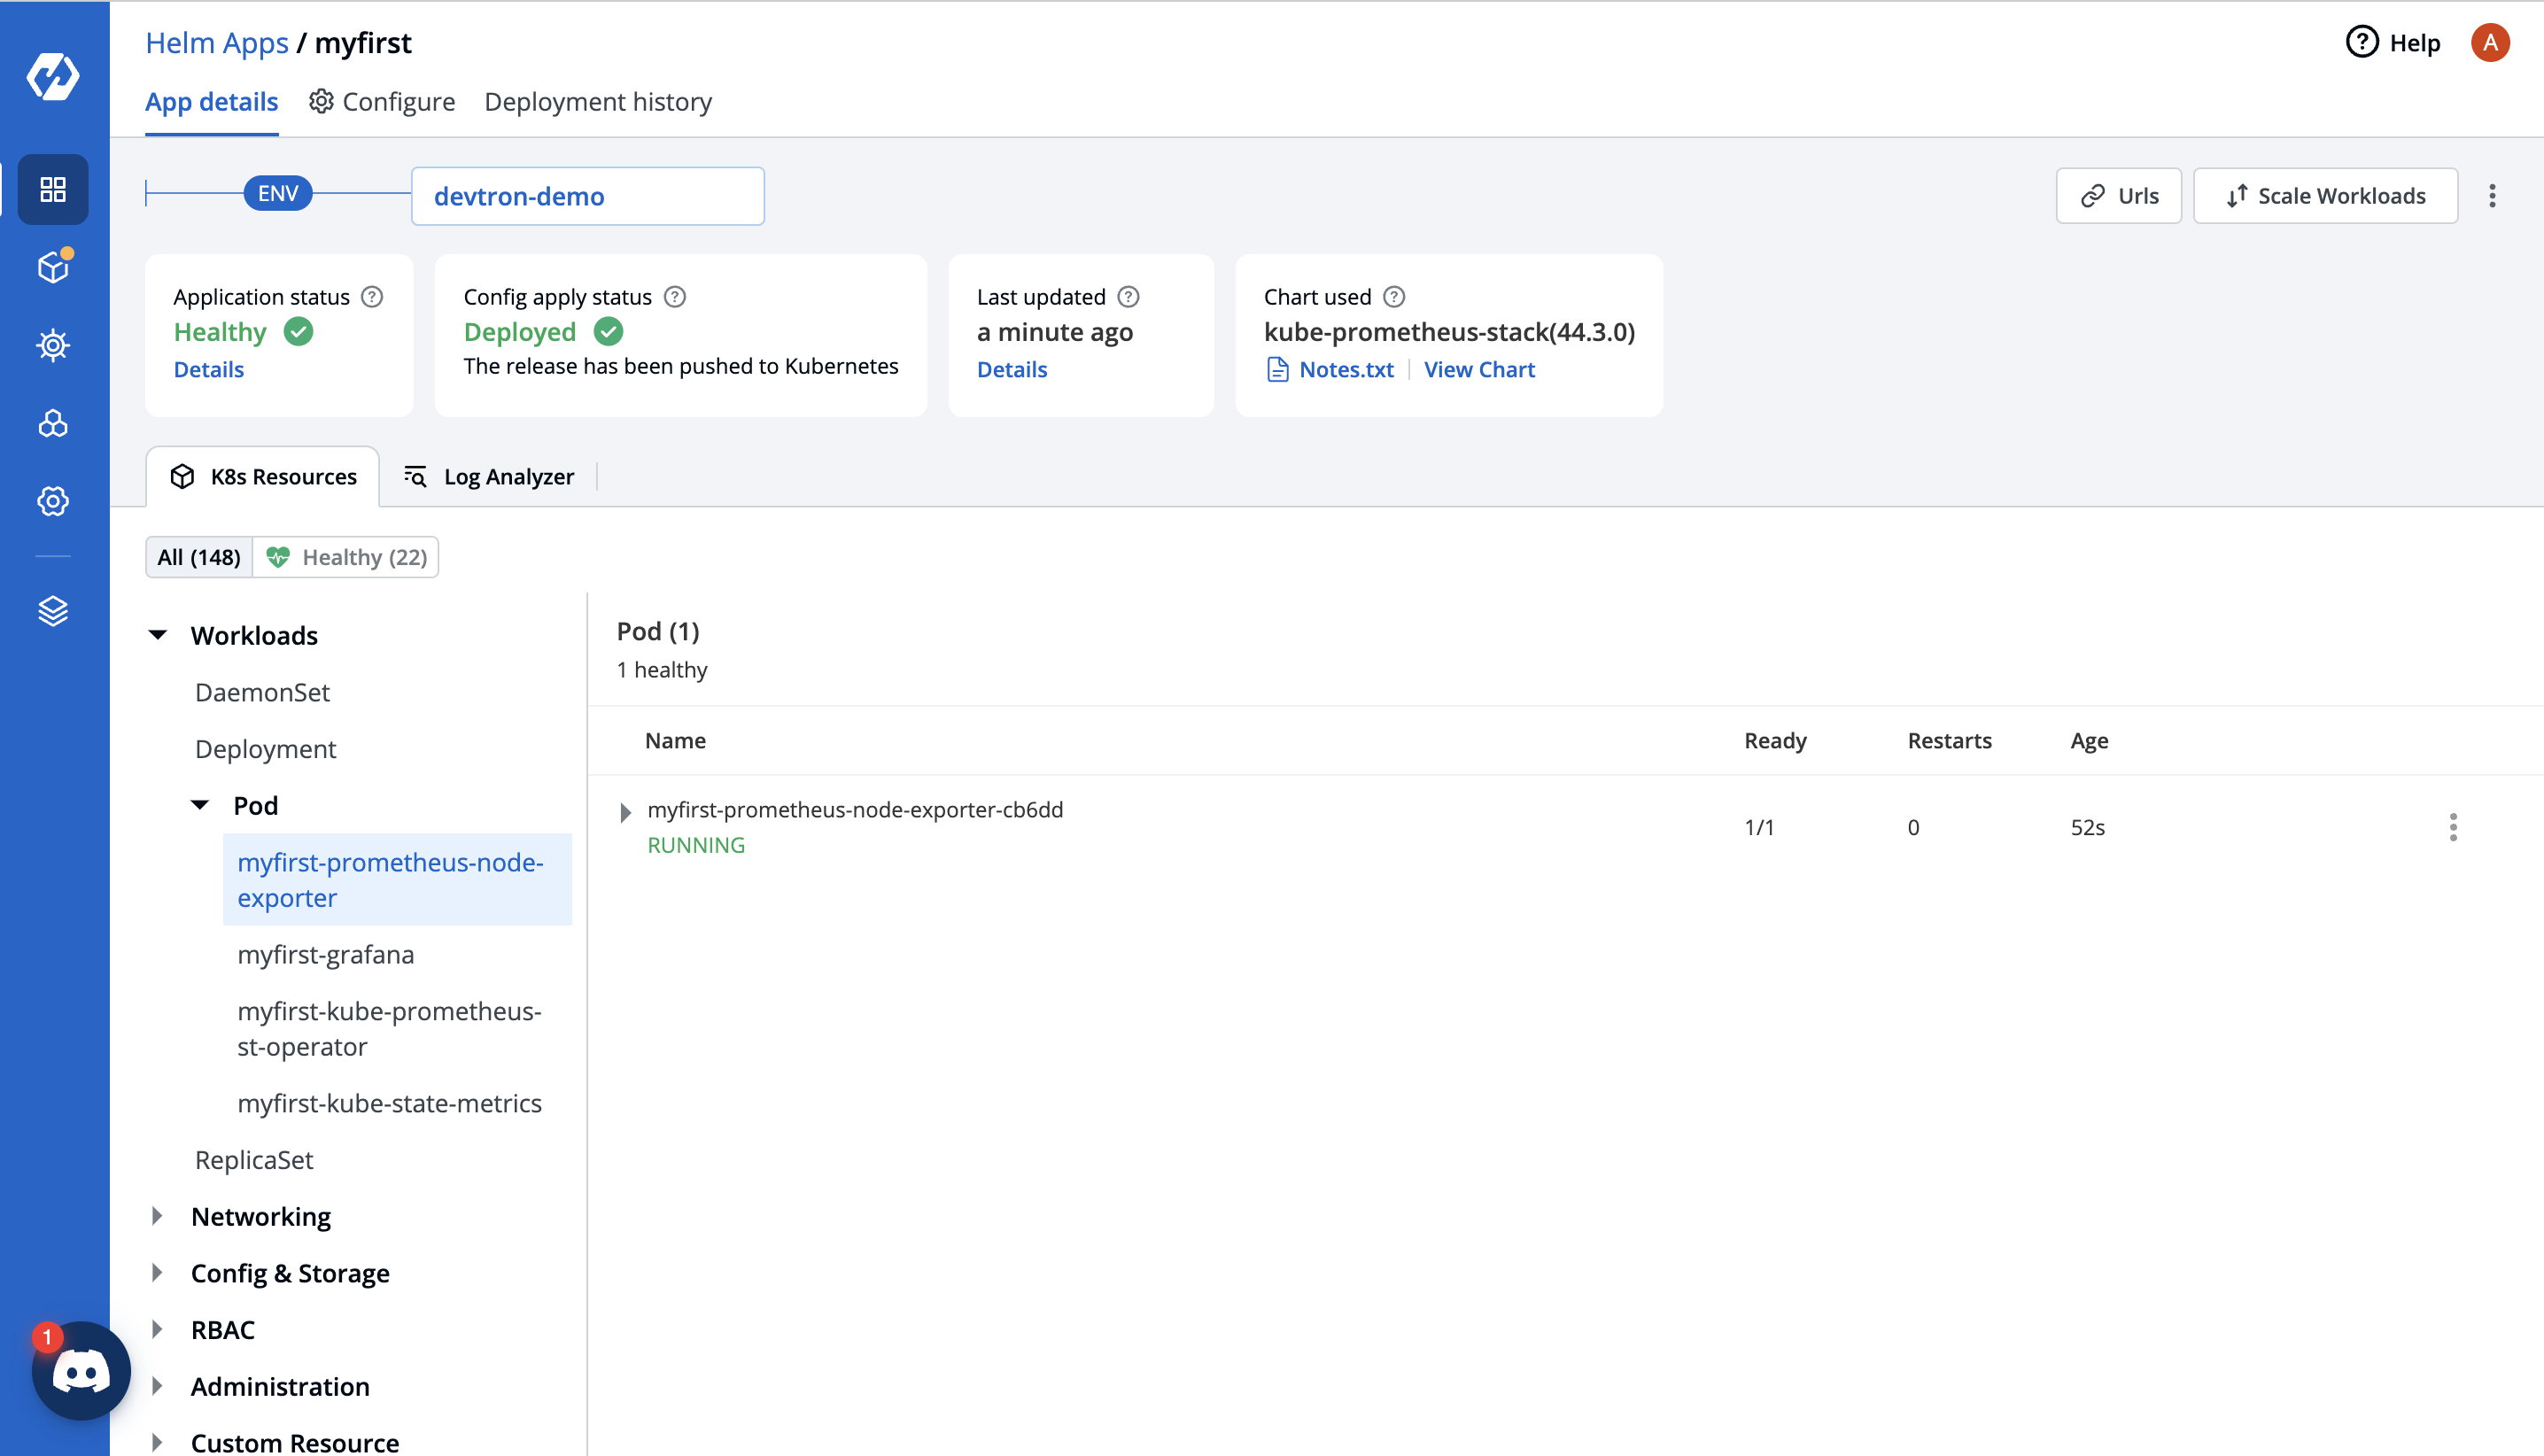 Helm Apps / myfirst
Help
A
App details
Configure
Deployment history
ENV
devtron-demo
Urls
Scale Workloads
Application status
Healthy
Details
Config apply status
Deployed
The release has been pushed to Kubernetes
Last updated
a minute ago
Details
Chart used
kube-prometheus-stack(44.3.0)
Notes.txt
View Chart
K8s Resources
Log Analyzer
All (148)
Healthy (22)
Workloads
DaemonSet
Deployment
Pod
myfirst-prometheus-node-
exporter
myfirst-grafana
myfirst-kube-prometheus-
st-operator
myfirst-kube-state-metrics
ReplicaSet
Networking
Config & Storage
RBAC
Administration
Custom Resource
1
Pod (1)
1 healthy
Name
Ready
Restarts
Age
myfirst-prometheus-node-exporter-cb6dd
RUNNING
1/1
0
52s